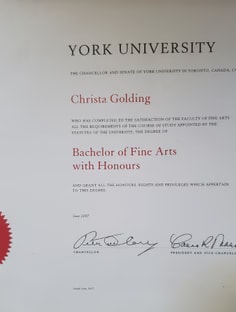 YORK UNIVERSITY
THE CHANCELLOR AND SENATE OF YORK UNIVERSITY IN TORONTO, CANADA,
Christa Golding
WHO HAS COMPLETED TO THE SATISFACTION OF THE FACULTY OF FINE ARTS
ALL THE REQUIREMENTS OF THE COURSE OF STUDY APPOINTED BY THE
STATUTES OF THE UNIVERSITY, THE DEGREE OF
Bachelor of Fine Arts
with Honours
AND GRANT ALL THE HONOURS, RIGHTS AND PRIVILEGES WHICH APPERTAIN
TO THIS DEGREE
CHANCELLOR
PRESIDENT AND VICE-CHANCELLOR